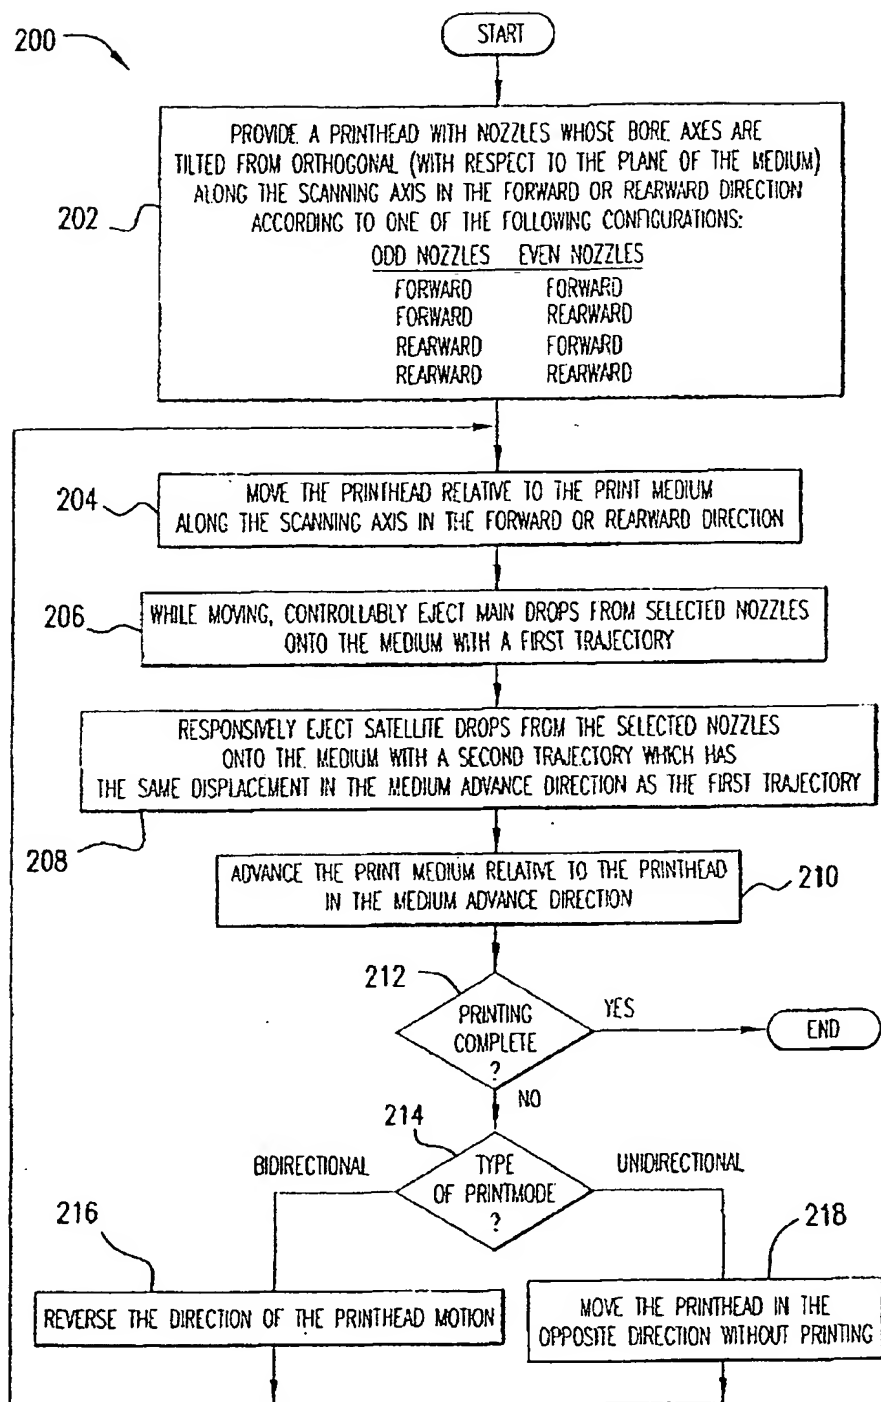 200
START
202
PROVIDE A PRINTHEAD WITH NOZZLES WHOSE BORE AXES ARE
TILTED FROM ORTHOGONAL (WITH RESPECT TO THE PLANE OF THE MEDIUM)
ALONG THE SCANNING AXIS IN THE FORWARD OR REARWARD DIRECTION
ACCORDING TO ONE OF THE FOLLOWING CONFIGURATIONS:
ODD NOZZLES EVEN NOZZLES
FORWARD FORWARD
FORWARD REARWARD
REARWARD FORWARD
REARWARD REARWARD
204
MOVE THE PRINTHEAD RELATIVE TO THE PRINT MEDIUM
ALONG THE SCANNING AXIS IN THE FORWARD OR REARWARD DIRECTION
206
WHILE MOVING, CONTROLLABLY EJECT MAIN DROPS FROM SELECTED NOZZLES
ONTO THE MEDIUM WITH A FIRST TRAJECTORY
RESPONSIVELY EJECT SATELLITE DROPS FROM THE SELECTED NOZZLES
ONTO THE MEDIUM WITH A SECOND TRAJECTORY WHICH HAS
THE SAME DISPLACEMENT IN THE MEDIUM ADVANCE DIRECTION AS THE FIRST TRAJECTORY
208
ADVANCE THE PRINT MEDIUM RELATIVE TO THE PRINTHEAD
IN THE MEDIUM ADVANCE DIRECTION
210
212
PRINTING
COMPLETE
?
YES
END
NO
214
TYPE
OF PRINTMODE
?
BIDIRECTIONAL
UNIDIRECTIONAL
216
REVERSE THE DIRECTION OF THE PRINTHEAD MOTION
218
MOVE THE PRINTHEAD IN THE
OPPOSITE DIRECTION WITHOUT PRINTING